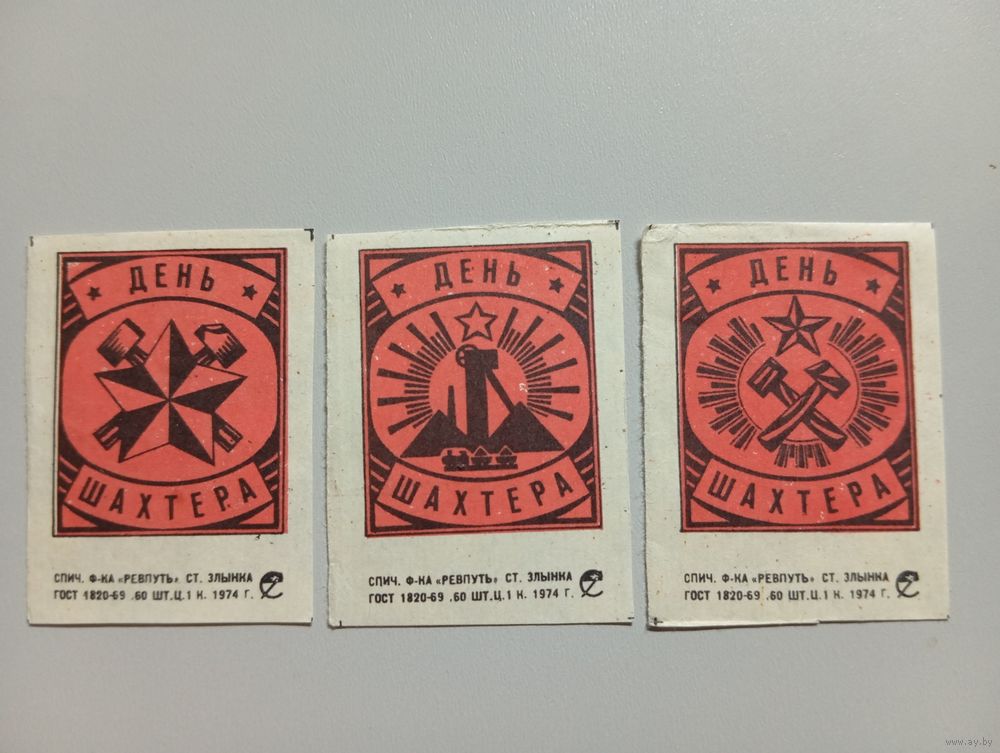 ДЕНЬ
ШАХТЕРА
СПИЧ. Ф-КА «РЕВПУТЬ» СТ. ЗЛЫНКА
ГОСТ 1820-69 .60 ШТ.Ц.1 К. 1974 Г.
ДЕНЬ
ШАХТЕРА
СПИЧ. Ф-КА «РЕВПУТЬ» СТ. ЗЛЫНКА
ГОСТ 1820-69 .60 ШТ.Ц.1 К. 1974 Г.
ДЕНЬ
ШАХТЕРА
СПИЧ. Ф-КА «РЕВПУТЬ» СТ. ЗЛЫНКА
ГОСТ 1820-69 .60 ШТ.Ц.1 К. 1974 Г.
www.ay.by